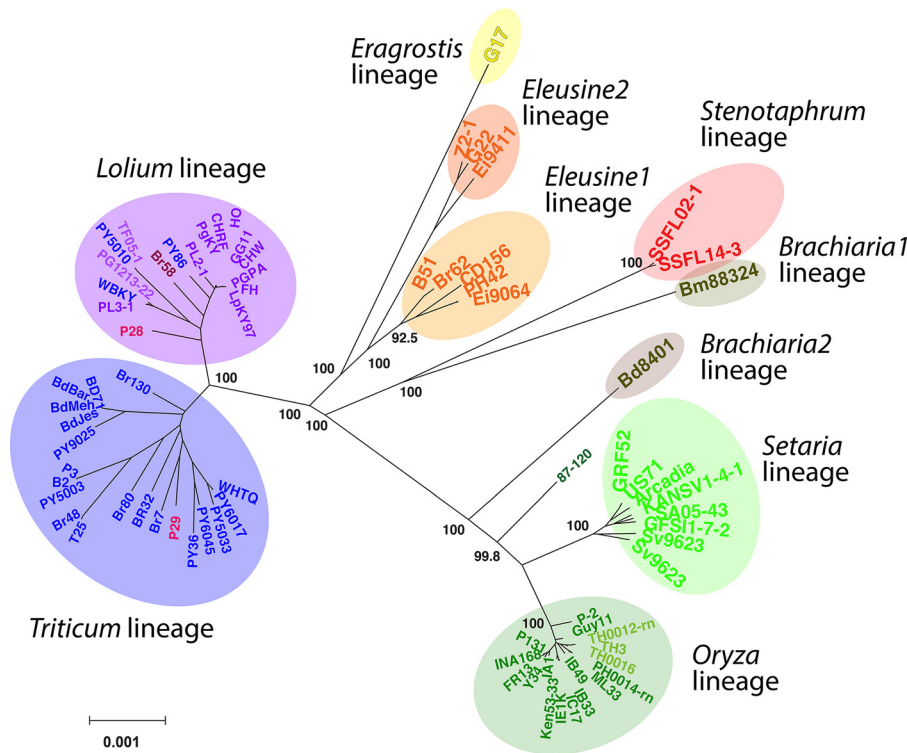 Eragrostis
lineage
G17
Eleusine2
lineage
Z2-1
G22
Ei9411
Stenotaphrum
lineage
SSFL02-1
SSFL14-3
100
Eleusine1
lineage
B51
Br62
CD156
PH42
Ei9064
92.5
Brachiaria1
lineage
Bm88324
Lolium lineage
TF05-1
PY5010
PG1213-22
WBKY
PL3-1
P28
Br58
PY86
PL2-1
PgKY
CHRF
HO
GG11
CHW
PGPA
FH
LpKY97
100
100
100
100
100
100
Brachiaria2
lineage
Bd8401
87-120
100
99.8
Setaria
lineage
GRF52
US71
Arcadia
KANSV1-4-1
SA05-43
GFSI1-7-2
Sv9623
Sv9623
100
Br130
BD71
BdBar
BdMeh
BdJes
PY9025
P3
B2
PY5003
Br48
T25
Br80
BR32
Br7
P29
PY36
PY6045
PY5033
PY6017
WHTQ
Triticum lineage
100
P-2
Guy11
TH0012-rn
TH3
TH0016
PH0014-rn
ML33
IB49
IB33
IC17
IE1K
Ken53-33
IA1
Y34
FR13
INA168
P131
Oryza
lineage
0.001